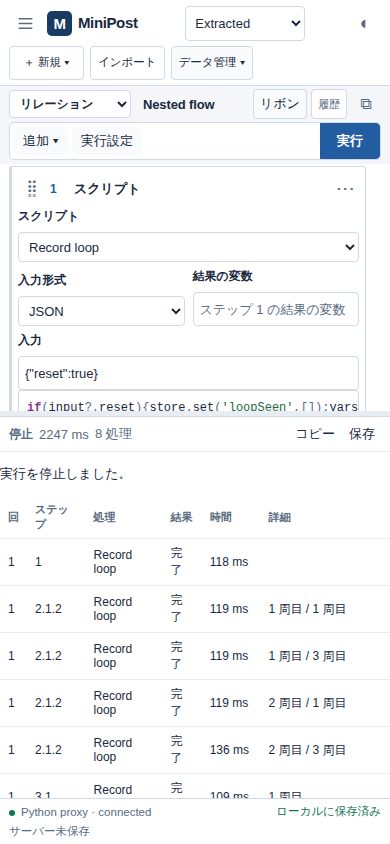 M MiniPost Extracted
+ 新規 ▾ インポート データ管理 ▾
リレーション Nested flow リボン 履歴
追加 ▾ 実行設定 実行
1 スクリプト ...
スクリプト
Record loop
入力形式 結果の変数
JSON ステップ 1 の結果の変数
入力
{"reset":true}
if(input?.reset){store.set('loopSeen',[]);vars
停止 2247 ms 8 処理 コピー 保存
実行を停止しました。
回 ステップ 処理 結果 時間 詳細
1 1 Record loop 完了 118 ms
1 2.1.2 Record loop 完了 119 ms 1 周目 / 1 周目
1 2.1.2 Record loop 完了 119 ms 1 周目 / 3 周目
1 2.1.2 Record loop 完了 119 ms 2 周目 / 1 周目
1 2.1.2 Record loop 完了 136 ms 2 周目 / 3 周目
1 3.1 Record 完 109 ms 1 周目
Python proxy · connected ローカルに保存済み
サーバー未保存